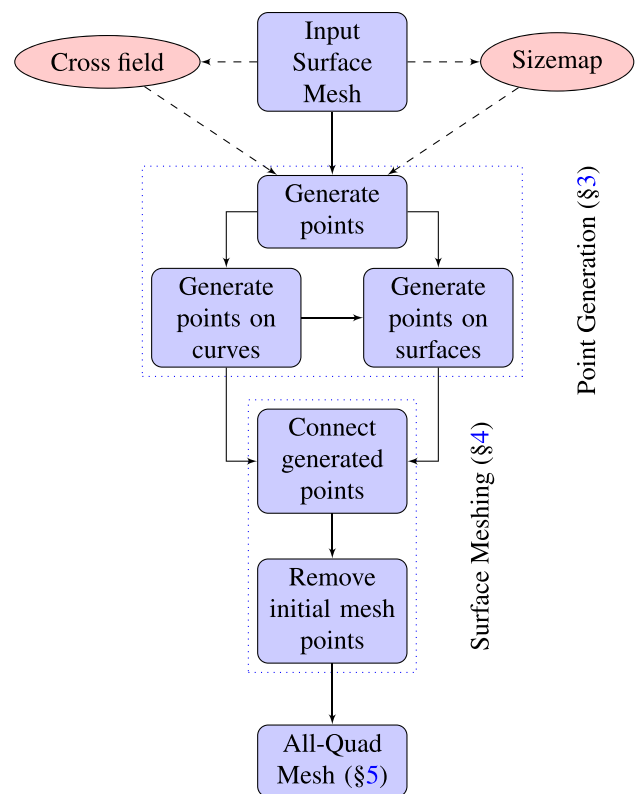 Input
Surface
Mesh
Cross field
Sizemap
Generate
points
Generate
points on
curves
Generate
points on
surfaces
Point Generation (§3)
Connect
generated
points
Remove
initial mesh
points
Surface Meshing (§4)
All-Quad
Mesh (§5)